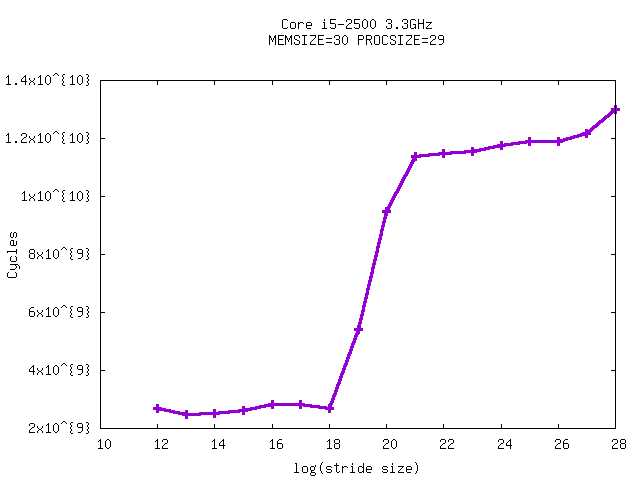 Core i5-2500 3.3GHz
MEMSIZE=30 PROCSIZE=29
1.4x10^{10}
1.2x10^{10}
1x10^{10}
8x10^{9}
6x10^{9}
4x10^{9}
2x10^{9}
Cycles
10 12 14 16 18 20 22 24 26 28
log(stride size)